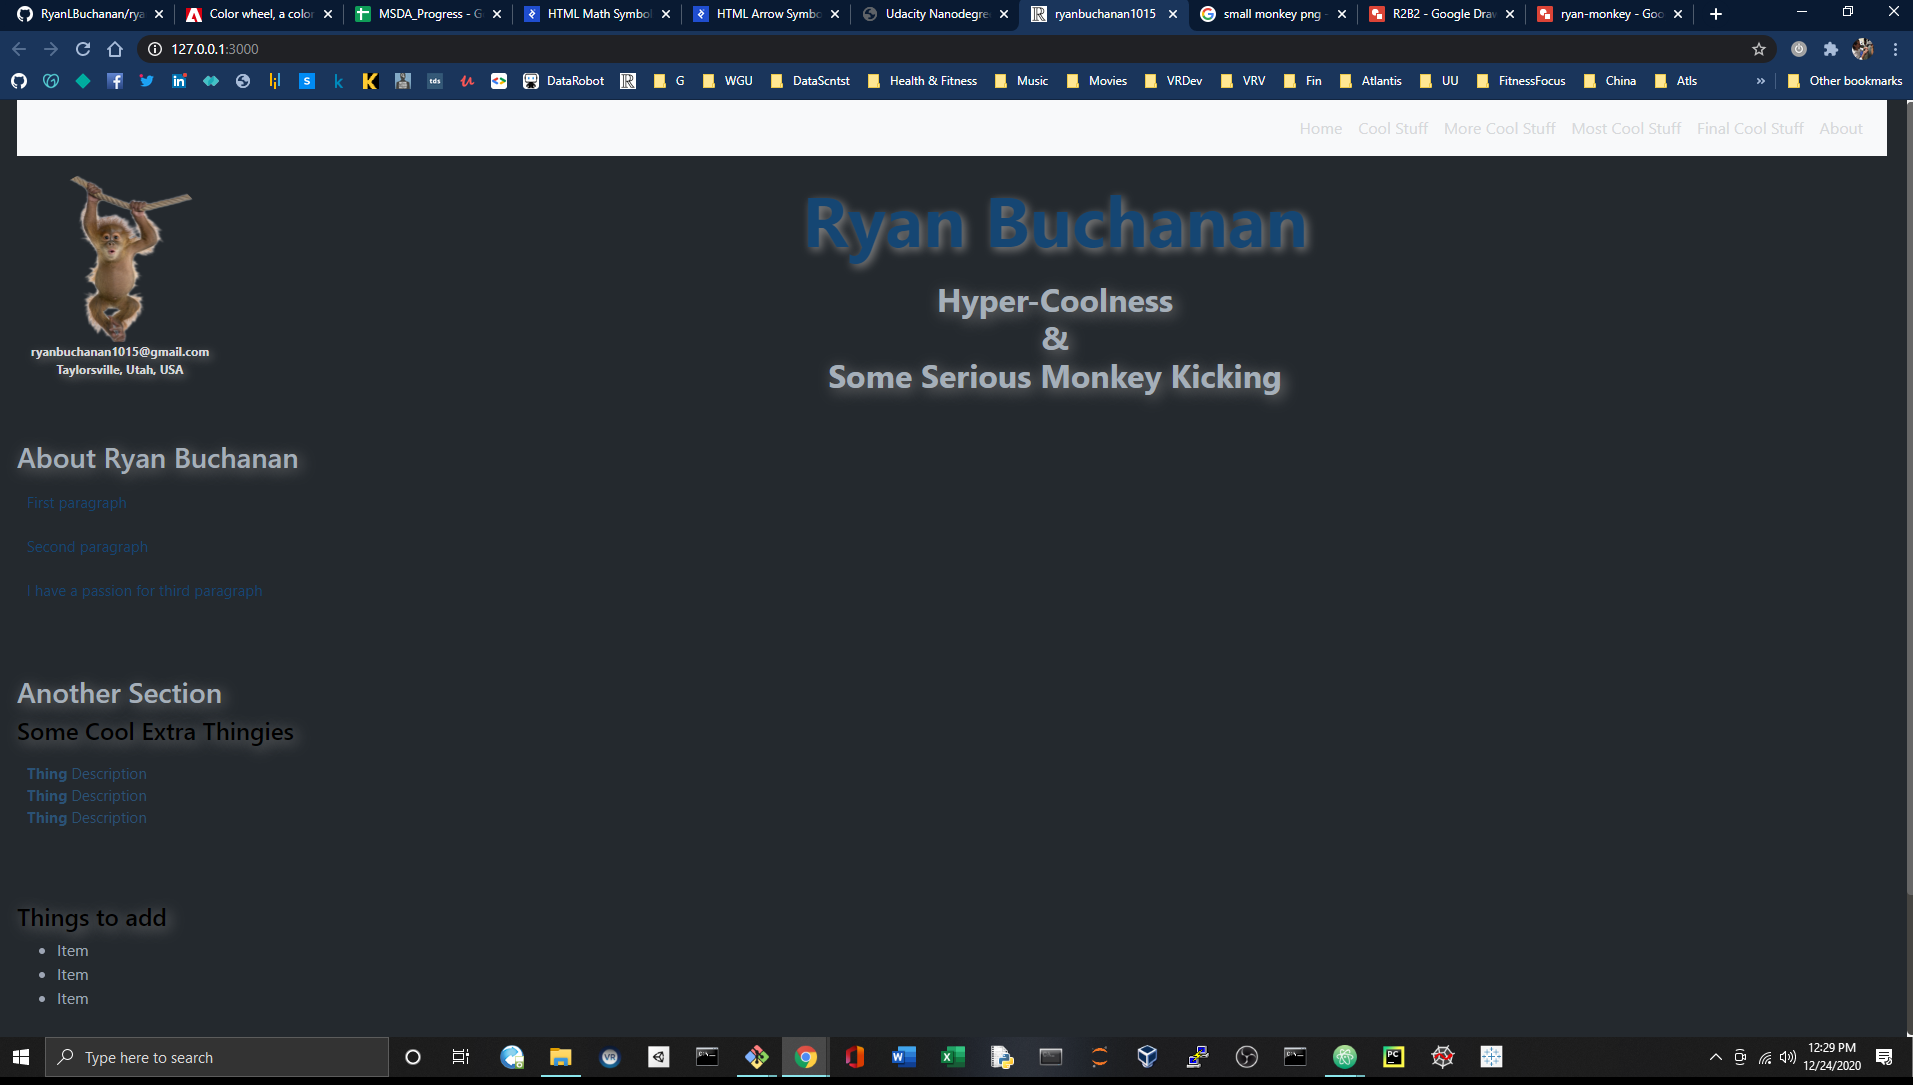 RyanLBuchanan/rya
Color wheel, a color
MSDA_Progress - G
HTML Math Symbol
HTML Arrow Symbo
Udacity Nanodegre
ryanbuchanan1015
small monkey png -
R2B2 - Google Draw
ryan-monkey - Goo
127.0.0.1:3000
DataRobot
G
WGU
DataScntst
Health & Fitness
Music
Movies
VRDev
VRV
Fin
Atlantis
UU
FitnessFocus
China
Atls
»
Other bookmarks
Home Cool Stuff More Cool Stuff Most Cool Stuff Final Cool Stuff About
Ryan Buchanan
Hyper-Coolness
&
Some Serious Monkey Kicking
ryanbuchanan1015@gmail.com
Taylorsville, Utah, USA
About Ryan Buchanan
First paragraph
Second paragraph
I have a passion for third paragraph
Another Section
Some Cool Extra Thingies
Thing Description
Thing Description
Thing Description
Things to add
Item
Item
Item
Type here to search
12:29 PM
12/24/2020